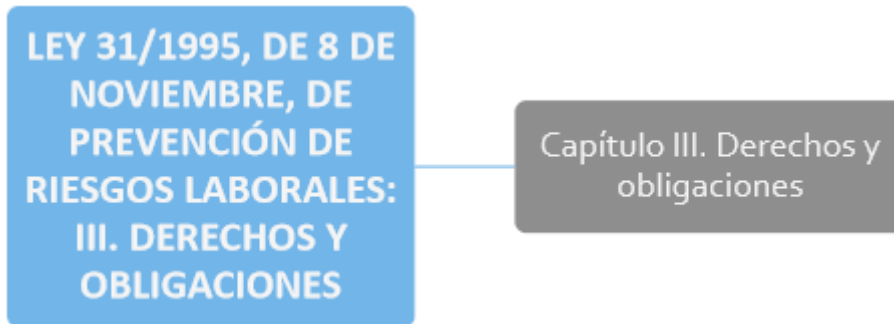 LEY 31/1995, DE 8 DE
NOVIEMBRE, DE
PREVENCIÓN DE
RIESGOS LABORALES:
III. DERECHOS Y
OBLIGACIONES
Capítulo III. Derechos y
obligaciones